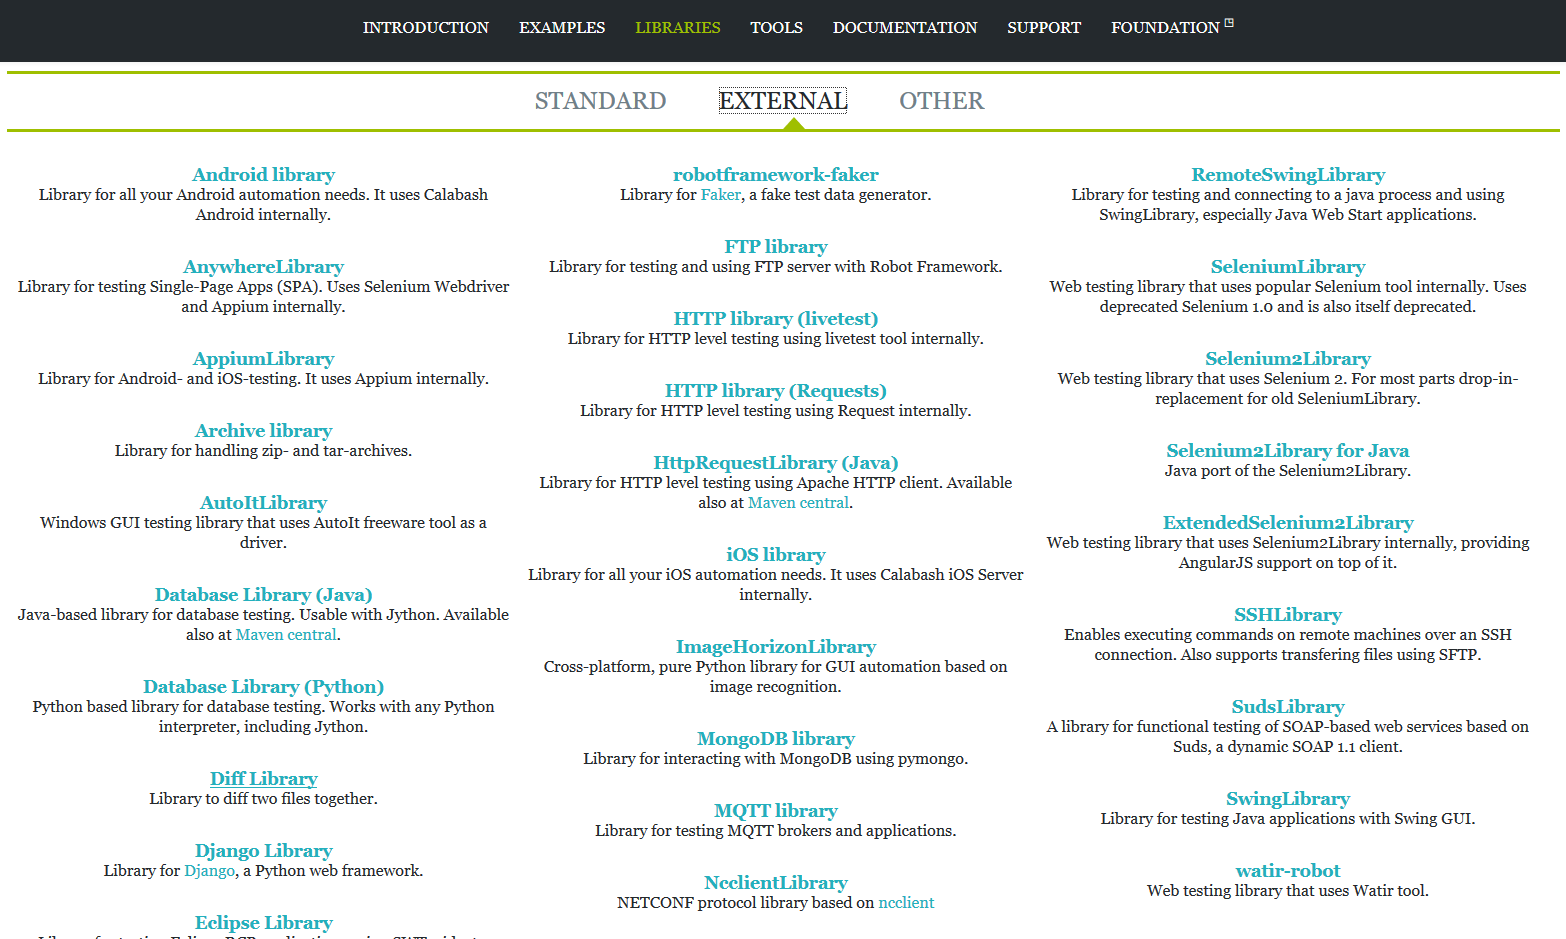 INTRODUCTION EXAMPLES LIBRARIES TOOLS DOCUMENTATION SUPPORT FOUNDATION
STANDARD EXTERNAL OTHER
Android library
Library for all your Android automation needs. It uses Calabash
Android internally.
AnywhereLibrary
Library for testing Single-Page Apps (SPA). Uses Selenium Webdriver
and Appium internally.
AppiumLibrary
Library for Android- and iOS-testing. It uses Appium internally.
Archive library
Library for handling zip- and tar-archives.
AutoItLibrary
Windows GUI testing library that uses AutoIt freeware tool as a
driver.
Database Library (Java)
Java-based library for database testing. Usable with Jython. Available
also at Maven central.
Database Library (Python)
Python based library for database testing. Works with any Python
interpreter, including Jython.
Diff Library
Library to diff two files together.
Django Library
Library for Django, a Python web framework.
Eclipse Library
robotframework-faker
Library for Faker, a fake test data generator.
FTP library
Library for testing and using FTP server with Robot Framework.
HTTP library (livetest)
Library for HTTP level testing using livetest tool internally.
HTTP library (Requests)
Library for HTTP level testing using Request internally.
HttpRequestLibrary (Java)
Library for HTTP level testing using Apache HTTP client. Available
also at Maven central.
iOS library
Library for all your iOS automation needs. It uses Calabash iOS Server
internally.
ImageHorizonLibrary
Cross-platform, pure Python library for GUI automation based on
image recognition.
MongoDB library
Library for interacting with MongoDB using pymongo.
MQTT library
Library for testing MQTT brokers and applications.
NcclientLibrary
NETCONF protocol library based on ncclient
RemoteSwingLibrary
Library for testing and connecting to a java process and using
SwingLibrary, especially Java Web Start applications.
SeleniumLibrary
Web testing library that uses popular Selenium tool internally. Uses
deprecated Selenium 1.0 and is also itself deprecated.
Selenium2Library
Web testing library that uses Selenium 2. For most parts drop-in-
replacement for old SeleniumLibrary.
Selenium2Library for Java
Java port of the Selenium2Library.
ExtendedSelenium2Library
Web testing library that uses Selenium2Library internally, providing
AngularJS support on top of it.
SSHLibrary
Enables executing commands on remote machines over an SSH
connection. Also supports transfering files using SFTP.
SudsLibrary
A library for functional testing of SOAP-based web services based on
Suds, a dynamic SOAP 1.1 client.
SwingLibrary
Library for testing Java applications with Swing GUI.
watir-robot
Web testing library that uses Watir tool.